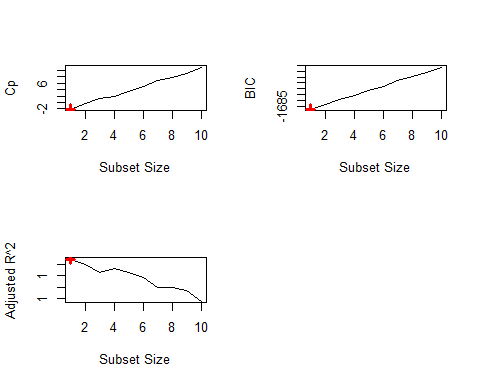 Cp
6
-2
2 4 6 8 10
Subset Size
BIC
-1685
2 4 6 8 10
Subset Size
Adjusted R^2
1
1
2 4 6 8 10
Subset Size